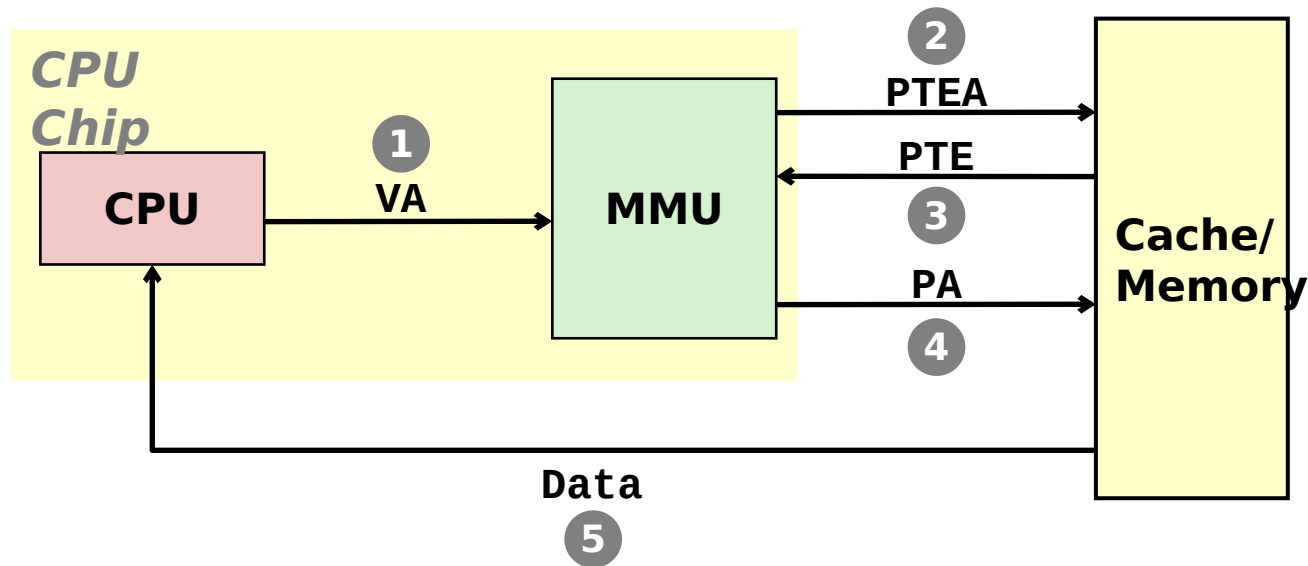 2
CPU
Chip
PTEA
1
PTE
VA
CPU
MMU
3
Cache/
Memory
PA
4
Data
5